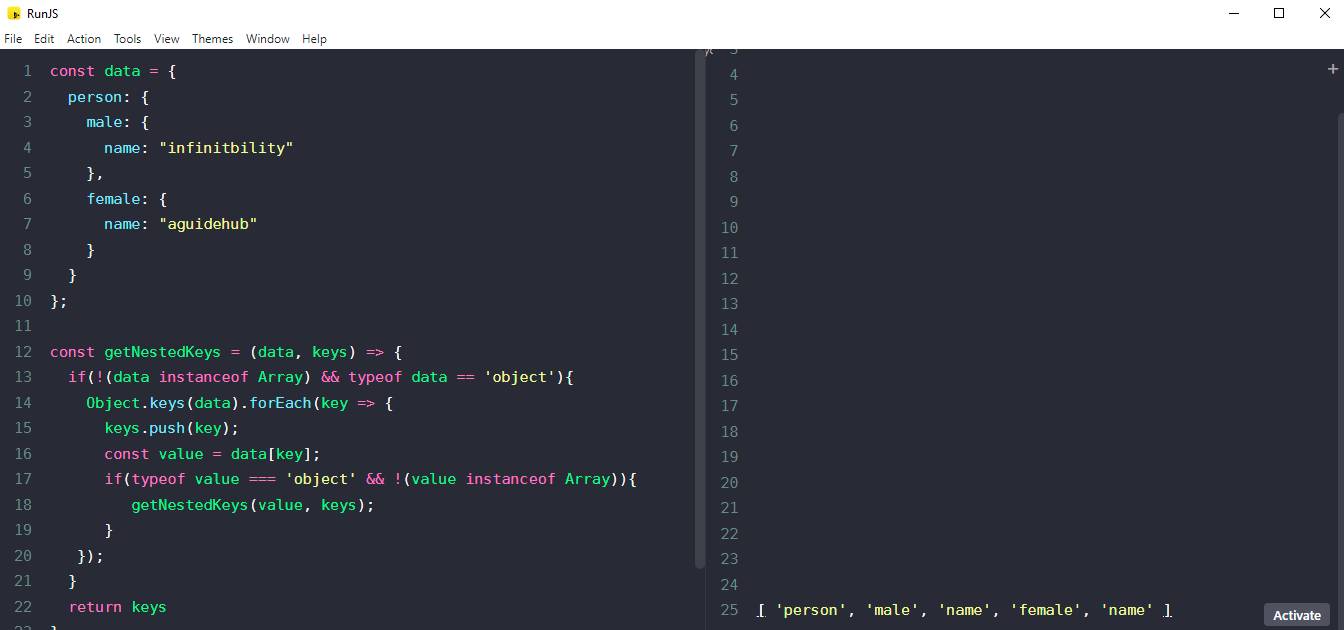 RunJS
File Edit Action Tools View Themes Window Help
1 const data = {
2 person: {
3 male: {
4 name: "infinitbility"
5 },
6 female: {
7 name: "aguidehub"
8 }
9 }
10 };
11
12 const getNestedKeys = (data, keys) => {
13 if(!(data instanceof Array) && typeof data == 'object'){
14 Object.keys(data).forEach(key => {
15 keys.push(key);
16 const value = data[key];
17 if(typeof value === 'object' && !(value instanceof Array)){
18 getNestedKeys(value, keys);
19 }
20 });
21 }
22 return keys
4
5
6
7
8
9
10
11
12
13
14
15
16
17
18
19
20
21
22
23
24
25 [ 'person', 'male', 'name', 'female', 'name' ]
Activate